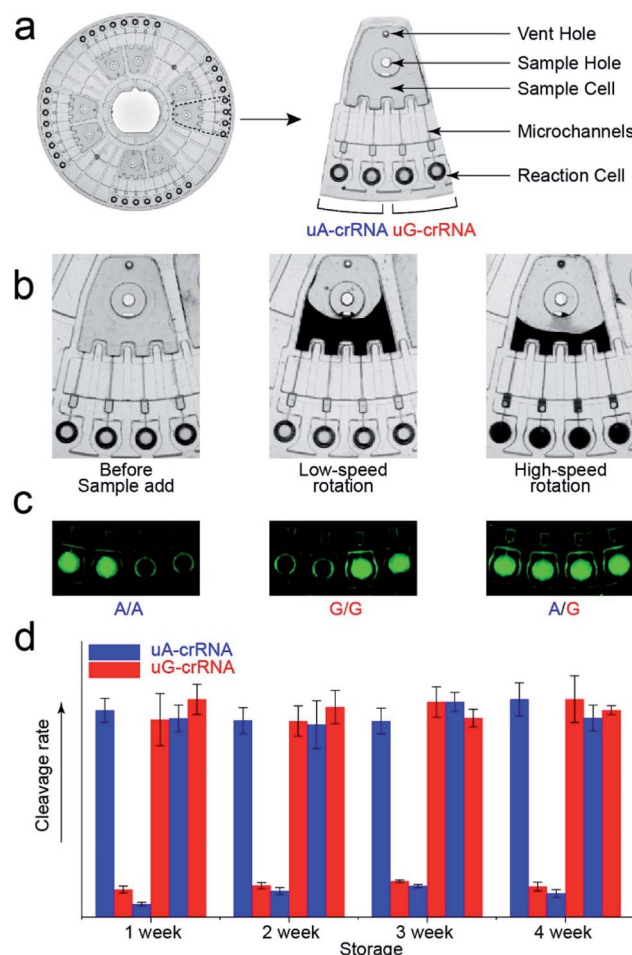 a
Vent Hole
Sample Hole
Sample Cell
Microchannels
Reaction Cell
uA-crRNA uG-crRNA
b
Before
Sample add
Low-speed
rotation
High-speed
rotation
c
A/A
G/G
A/G
d
uA-crRNA
uG-crRNA
Cleavage rate
1 week
2 week
3 week
4 week
Storage